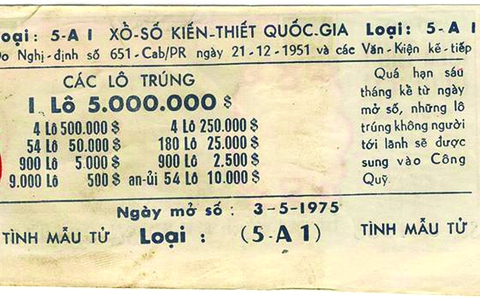 Loại: 5-A1 XỔ-SỐ KIẾN-THIẾT QUỐC.GIA Loại: 5-A1
Do Nghị-định số 651-Cab/PR ngày 21-12-1951 và các Văn-Kiện kế-tiếp
CÁC LÔ TRÚNG
1 Lô 5.000.000$
4 Lô 500.000$ 4 Lô 250.000$
54 Lô 50.000$ 180 Lô 25.000$
900 Lô 5.000$ 900 Lô 2.500$
9.000 Lô 500$ an-ủi 54 Lô 10.000$
Quá hạn sáu
tháng kể từ ngày
mở số, những lô
trúng không người
tới lãnh sẽ được
sung vào Công
Quỹ.
Ngày mở số: 3-5-1975
TÌNH MẪU TỬ Loại: (5-A1) TÌNH MẪU TỬ